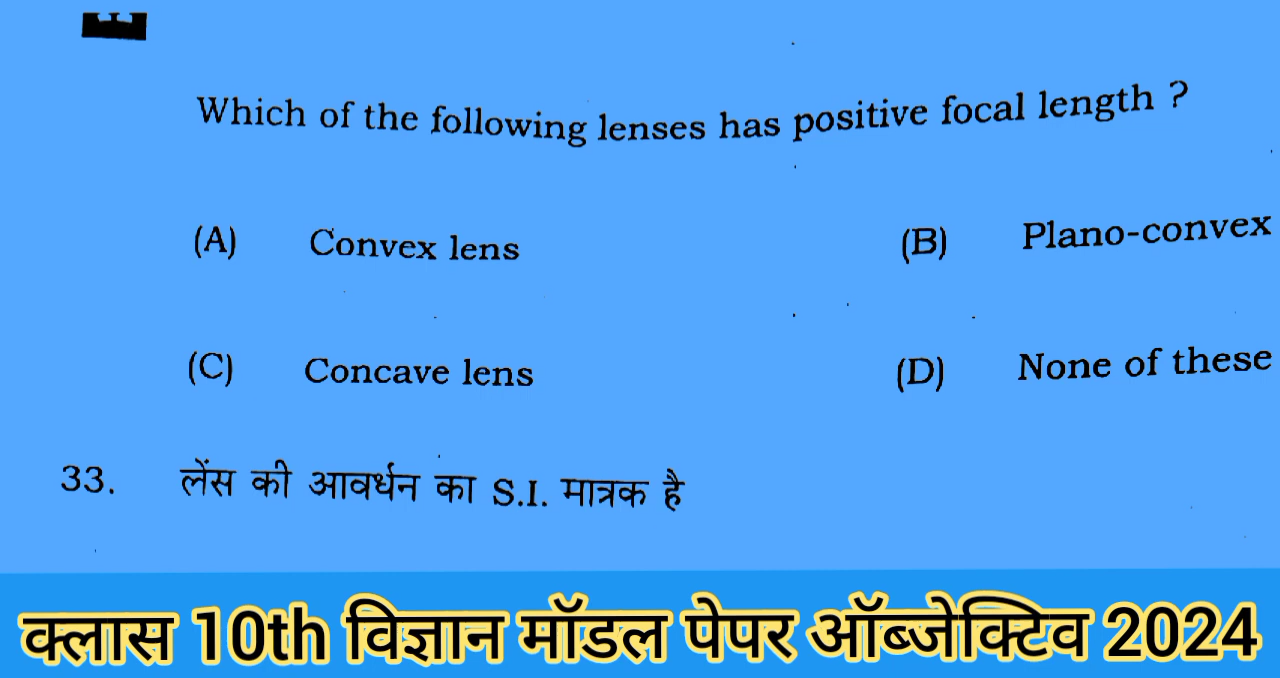 Which of the following lenses has positive focal length ?
(A) Convex lens (B) Plano-convex
(C) Concave lens (D) None of these
33. लेंस की आवर्धन का S.I. मात्रक है
क्लास 10th विज्ञान मॉडल पेपर ऑब्जेक्टिव 2024